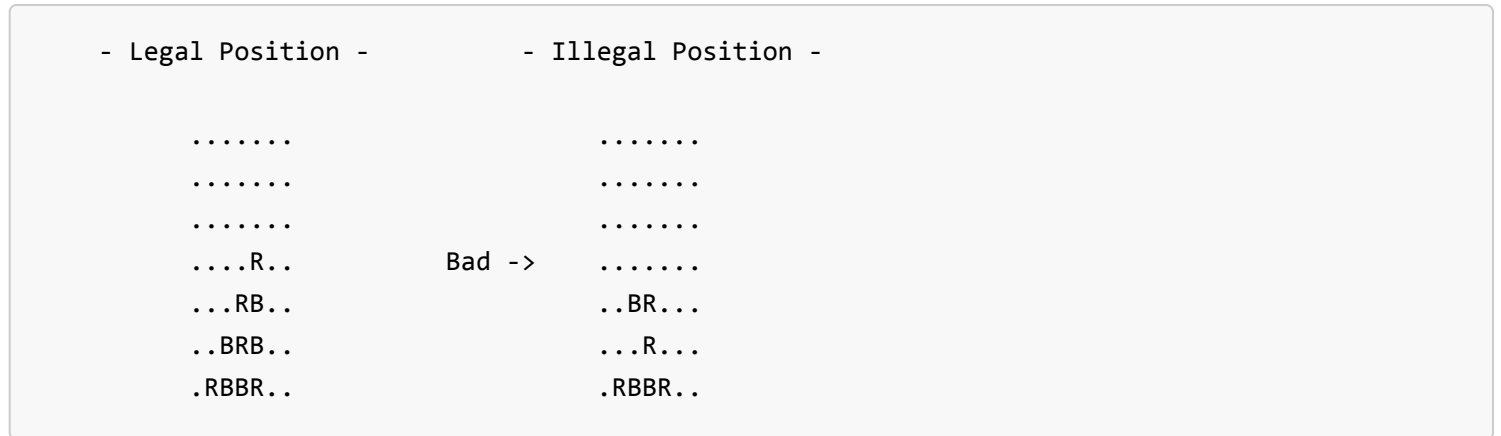 - Legal Position -               - Illegal Position -
.......                    .......
.......                    .......
.......                    .......
....R..          Bad ->    .......
...RB..                    ..BR...
..BRB..                    ...R...
.RBBR..                    .RBBR..